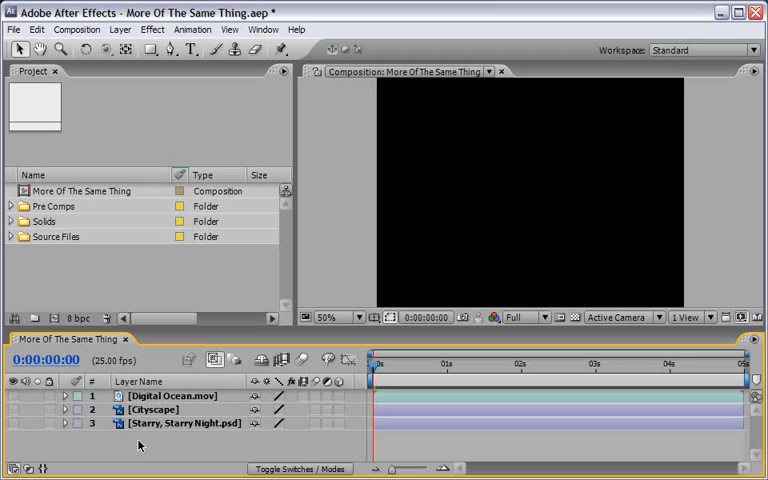 Adobe After Effects - More Of The Same Thing.aep *
File Edit Composition Layer Effect Animation View Window Help
Workspace: Standard
Project
Composition: More Of The Same Thing
Name Type Size
More Of The Same Thing Composition
Pre Comps Folder
Solids Folder
Source Files Folder
8 bpc
50% 0:00:00:00 Full Active Camera 1 View
More Of The Same Thing
0:00:00:00 (25.00 fps)
0s 01s 02s 03s 04s 05s
# Layer Name
1 [Digital Ocean.mov]
2 [Cityscape]
3 [Starry, Starry Night.psd]
Toggle Switches / Modes